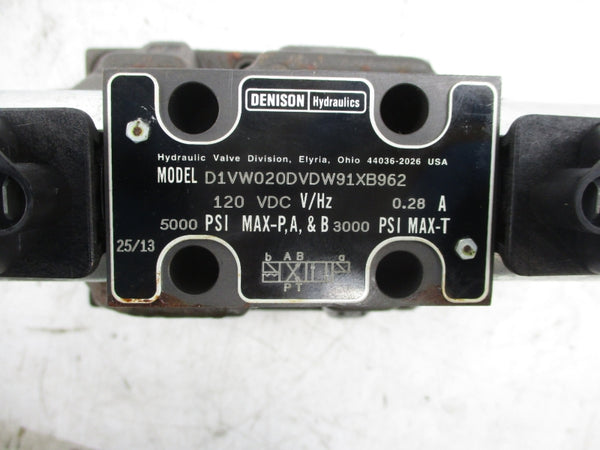 DENISON Hydraulics
Hydraulic Valve Division, Elyria, Ohio 44036-2026 USA
MODEL D1VW020DVDW91XB962
120 VDC V/Hz 0.28 A
5000 PSI MAX-P,A, & B 3000 PSI MAX-T
25/13
b A B a
P T